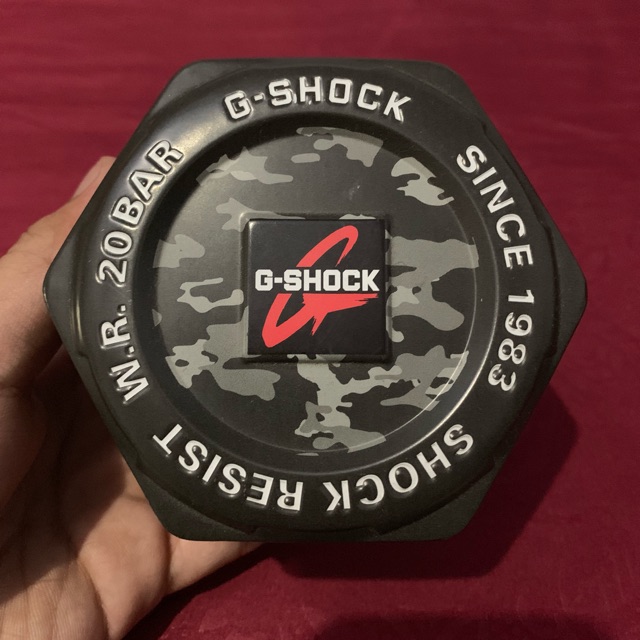 G-SHOCK
SINCE 1983
SHOCK RESIST
W.R. 20BAR
G-SHOCK